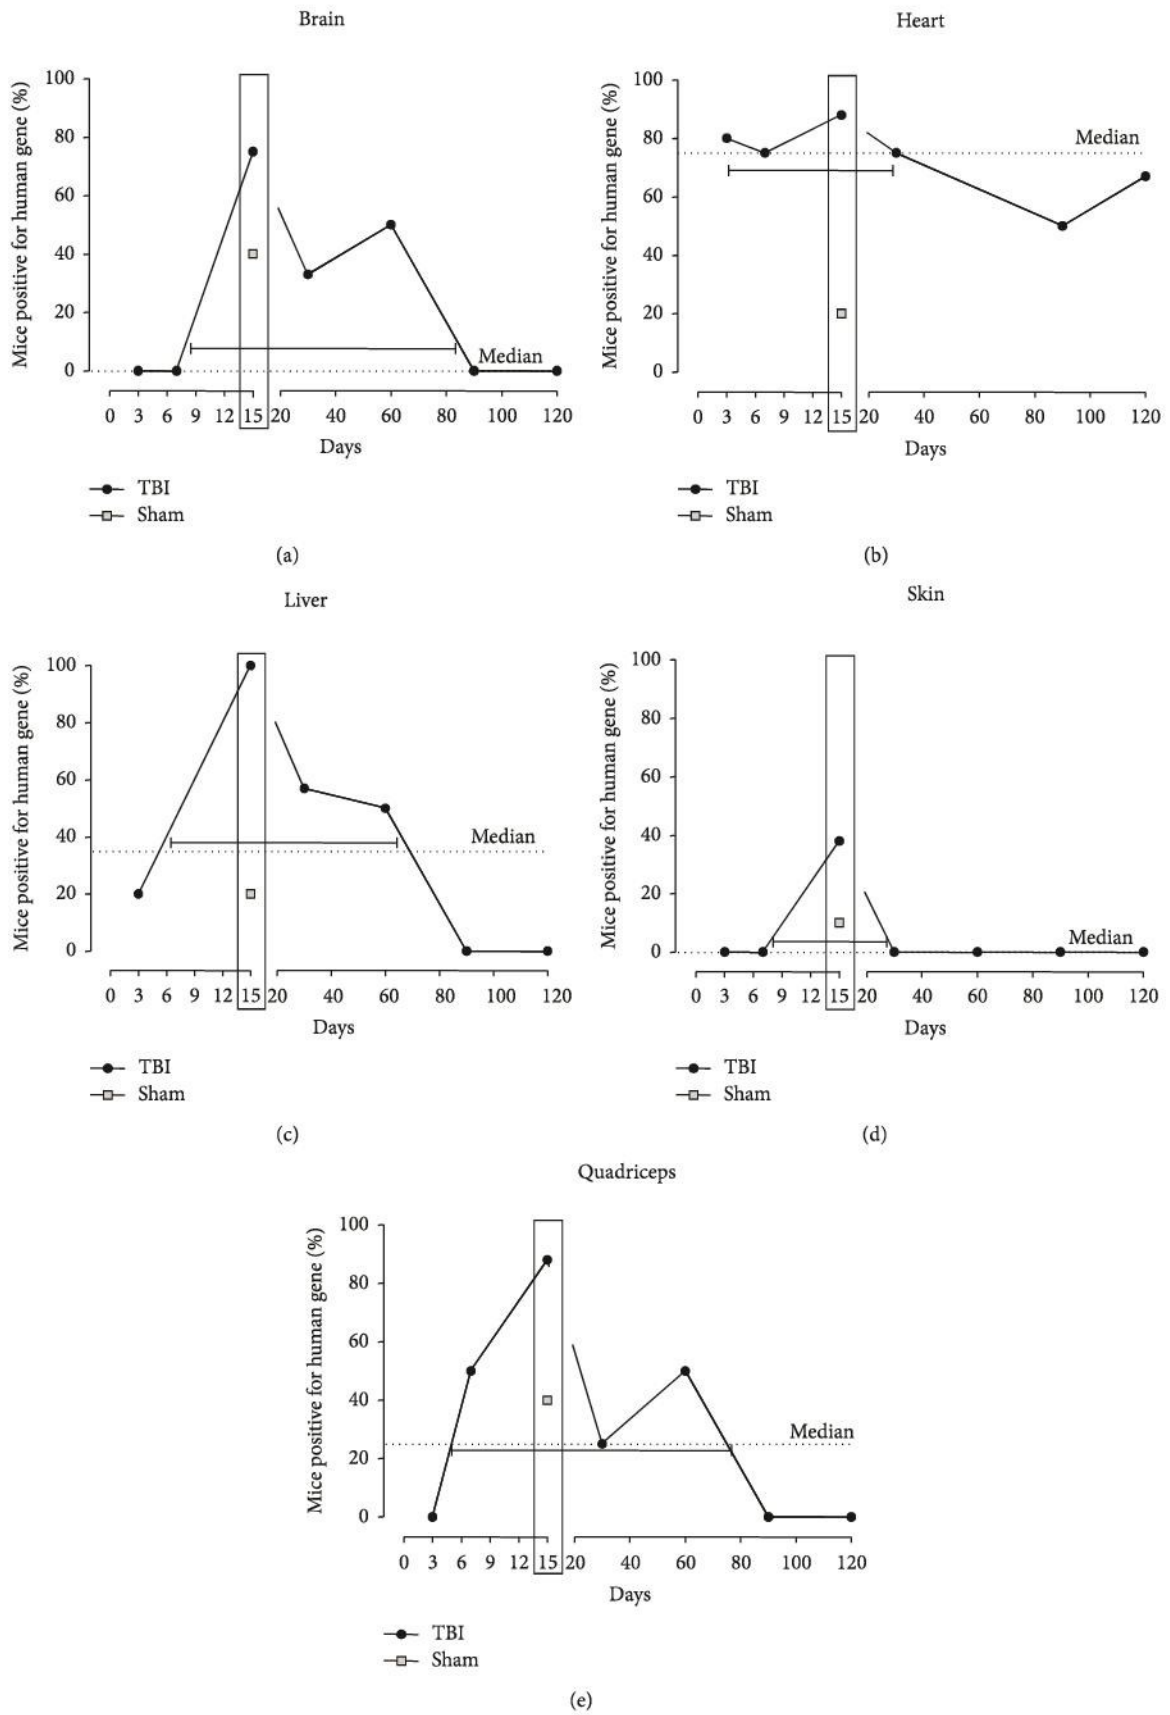 Brain
Mice positive for human gene (%)
100
80
60
40
20
0
Median
0 3 6 9 12 15 20 40 60 80 100 120
Days
TBI
Sham
(a)
Heart
Mice positive for human gene (%)
100
80
60
40
20
0
Median
0 3 6 9 12 15 20 40 60 80 100 120
Days
TBI
Sham
(b)
Liver
Mice positive for human gene (%)
100
80
60
40
20
0
Median
0 3 6 9 12 15 20 40 60 80 100 120
Days
TBI
Sham
(c)
Skin
Mice positive for human gene (%)
100
80
60
40
20
0
Median
0 3 6 9 12 15 20 40 60 80 100 120
Days
TBI
Sham
(d)
Quadriceps
Mice positive for human gene (%)
100
80
60
40
20
0
Median
0 3 6 9 12 15 20 40 60 80 100 120
Days
TBI
Sham
(e)